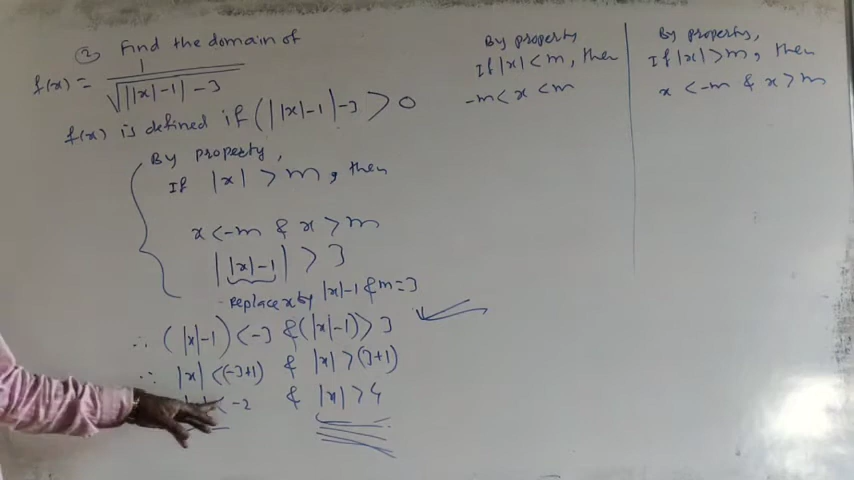 ② Find the domain of
f(x) = 1/√(||x|-1|-3)
f(x) is defined if (||x|-1|-3 > 0
By property,
If |x| > m, then
x < -m & x > m
||x|-1| > 3
replace x by |x|-1 & m = 3
∴ (|x|-1) < -3 & (|x|-1) > 3
∴ |x| < (-3+1) & |x| > (3+1)
< -2 & |x| > 4
By property
If |x| < m, then
-m < x < m
By property,
If |x| > m, then
x < -m & x > m